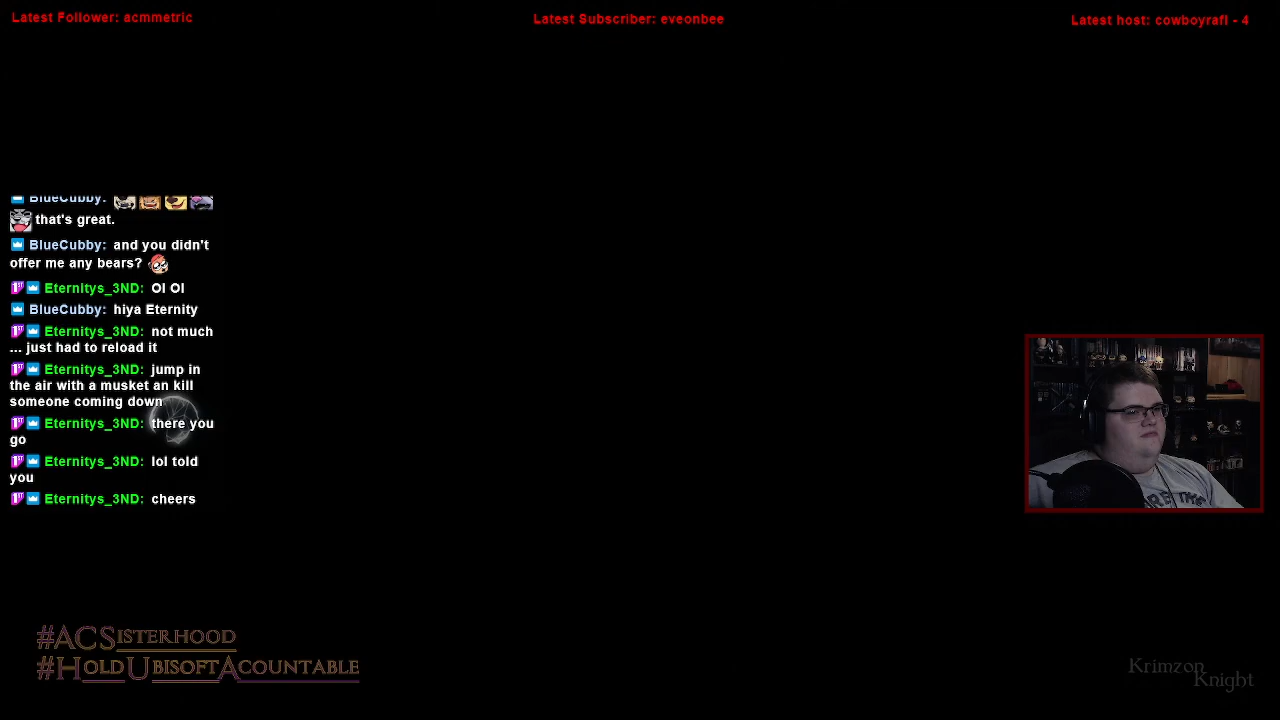 Latest Follower: acmmetric
Latest Subscriber: eveonbee
Latest host: cowboyrafl - 4
BlueCubby:
that's great.
BlueCubby: and you didn't
offer me any bears?
Eternitys_3ND: OI OI
BlueCubby: hiya Eternity
Eternitys_3ND: not much
... just had to reload it
Eternitys_3ND: jump in
the air with a musket an kill
someone coming down
Eternitys_3ND: there you
go
Eternitys_3ND: lol told
you
Eternitys_3ND: cheers
#ACSisterhood
#HoldUbisoftAcountable
Krimzon
Knight